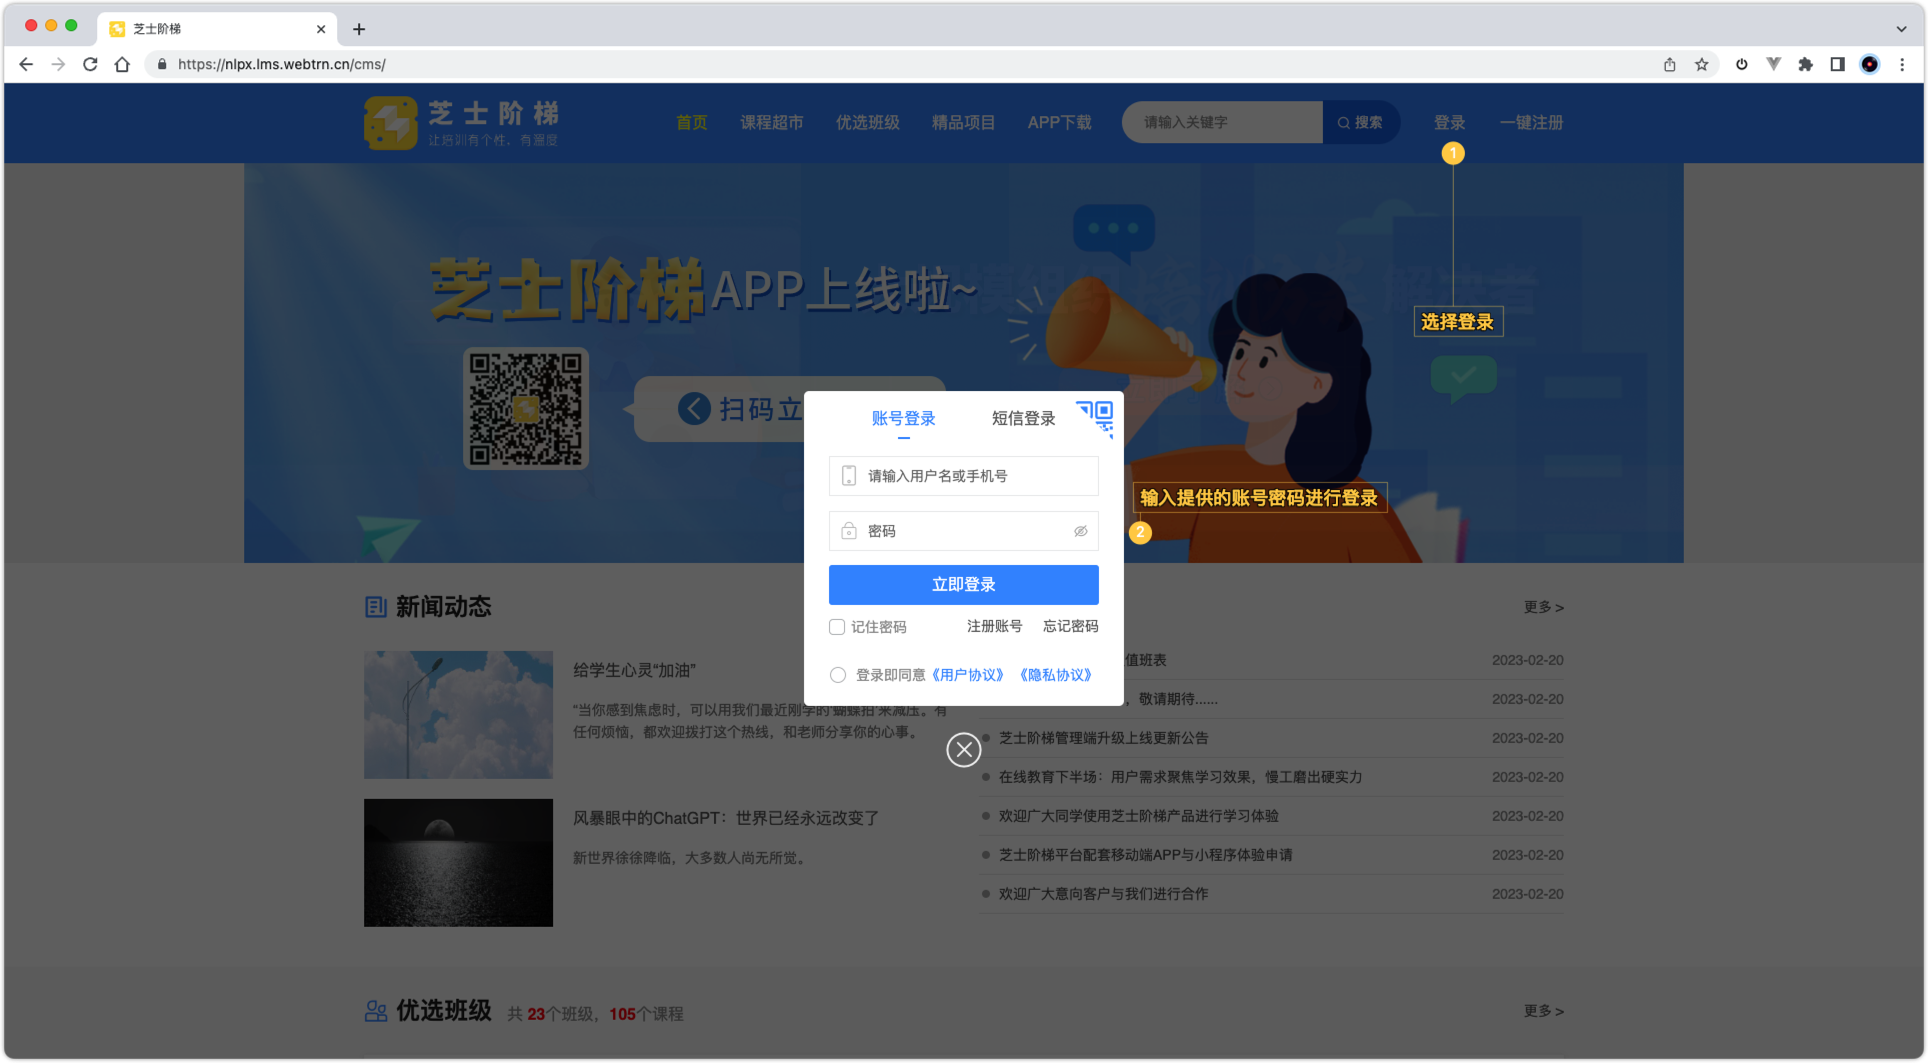 芝士阶梯
https://nlpx.lms.webtrn.cn/cms/
芝士阶梯
让培训有个性、有温度
首页
课程超市
优选班级
精品项目
APP下载
请输入关键字
搜索
登录
一键注册
1
芝士阶梯APP上线啦~
选择登录
扫码立
账号登录
短信登录
请输入用户名或手机号
输入提供的账号密码进行登录
2
密码
立即登录
记住密码
注册账号
忘记密码
登录即同意《用户协议》 《隐私协议》
新闻动态
更多 >
给学生心灵“加油”
“当你感到焦虑时，可以用我们最近刚学的‘蝴蝶拍’来减压。有
任何烦恼，都欢迎拨打这个热线，和老师分享你的心事。
风暴眼中的ChatGPT：世界已经永远改变了
新世界徐徐降临，大多数人尚无所觉。
值班表 2023-02-20
，敬请期待...... 2023-02-20
芝士阶梯管理端升级上线更新公告 2023-02-20
在线教育下半场：用户需求聚焦学习效果，慢工磨出硬实力 2023-02-20
欢迎广大同学使用芝士阶梯产品进行学习体验 2023-02-20
芝士阶梯平台配套移动端APP与小程序体验申请 2023-02-20
欢迎广大意向客户与我们进行合作 2023-02-20
优选班级
共 23个班级，105个课程
更多 >